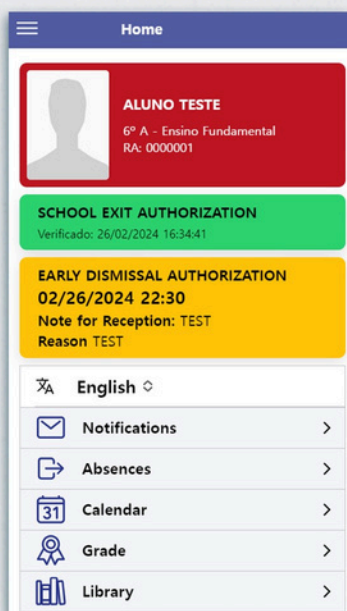 Home
ALUNO TESTE
6º A - Ensino Fundamental
RA: 0000001
SCHOOL EXIT AUTHORIZATION
Verificado: 26/02/2024 16:34:41
EARLY DISMISSAL AUTHORIZATION
02/26/2024 22:30
Note for Reception: TEST
Reason TEST
English
Notifications
Absences
31 Calendar
Grade
Library